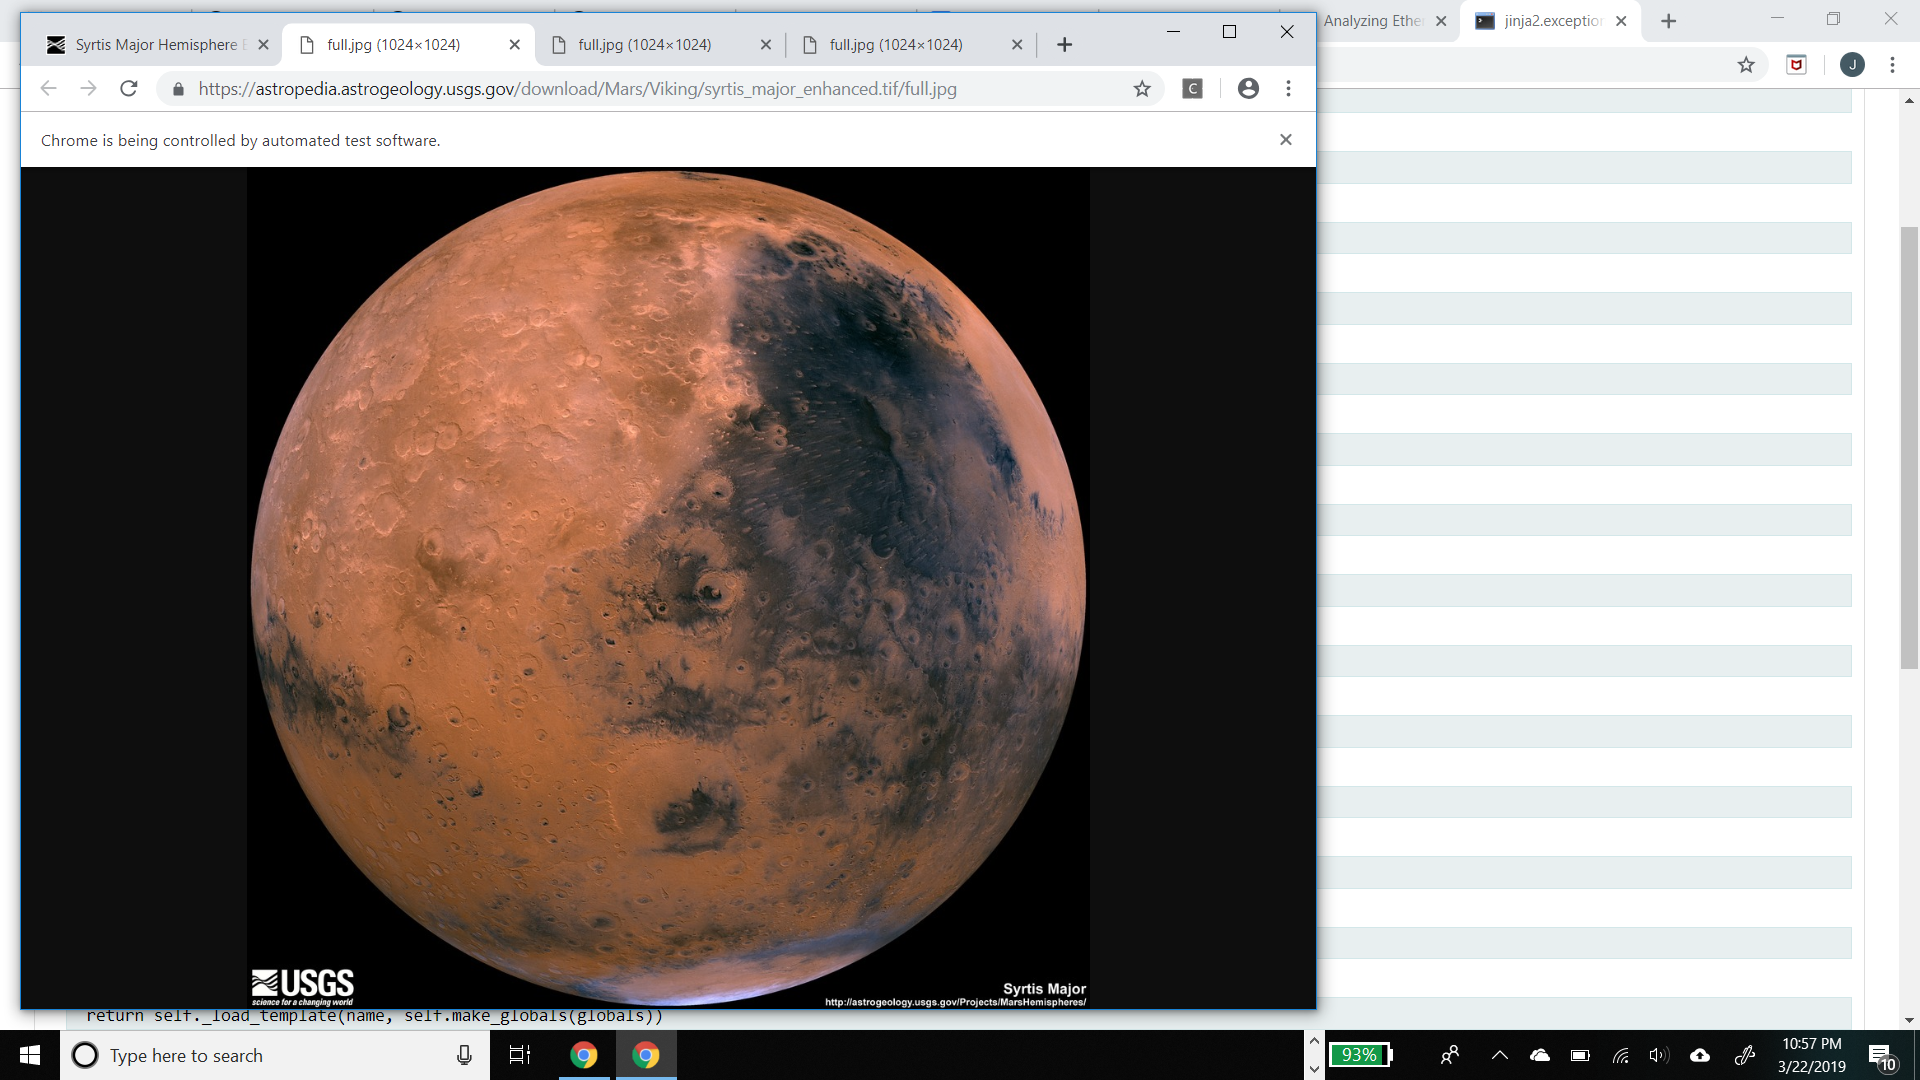 Syrtis Major Hemisphere E
full.jpg (1024×1024)
full.jpg (1024×1024)
full.jpg (1024×1024)
Analyzing Ethe
jinja2.exceptio
https://astropedia.astrogeology.usgs.gov/download/Mars/Viking/syrtis_major_enhanced.tif/full.jpg
C
J
Chrome is being controlled by automated test software.
USGS
science for a changing world
Syrtis Major
http://astrogeology.usgs.gov/Projects/MarsHemispheres/
return self._load_template(name, self.make_globals(globals))
Type here to search
93%
10:57 PM
3/22/2019
10